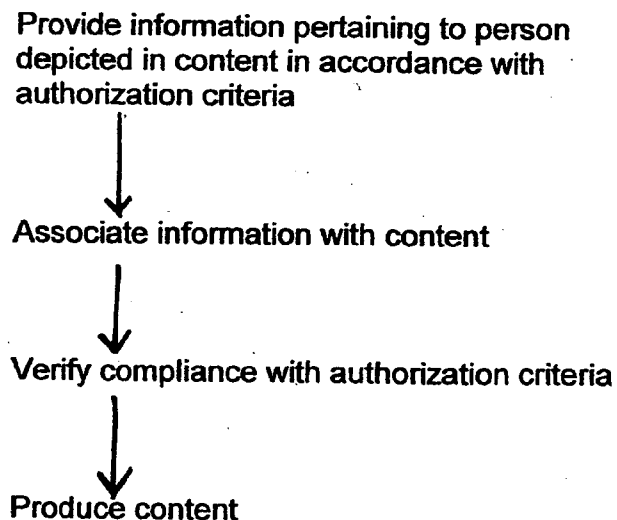 Provide information pertaining to person
depicted in content in accordance with
authorization criteria
Associate information with content
Verify compliance with authorization criteria
Produce content